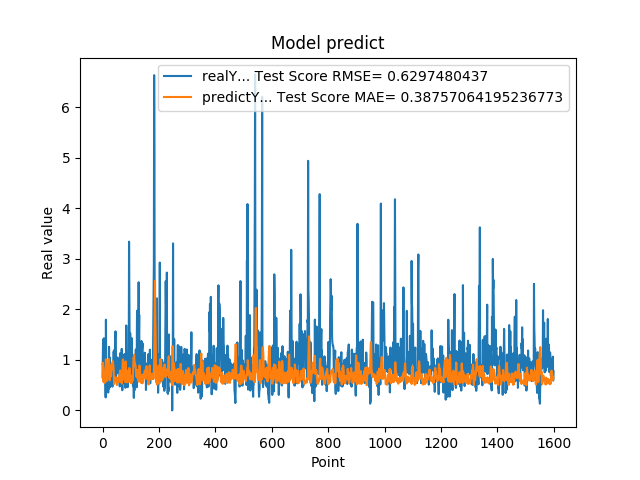 Model predict
realY... Test Score RMSE= 0.6297480437
predictY... Test Score MAE= 0.38757064195236773
Real value
6
5
4
3
2
1
0
0 200 400 600 800 1000 1200 1400 1600
Point